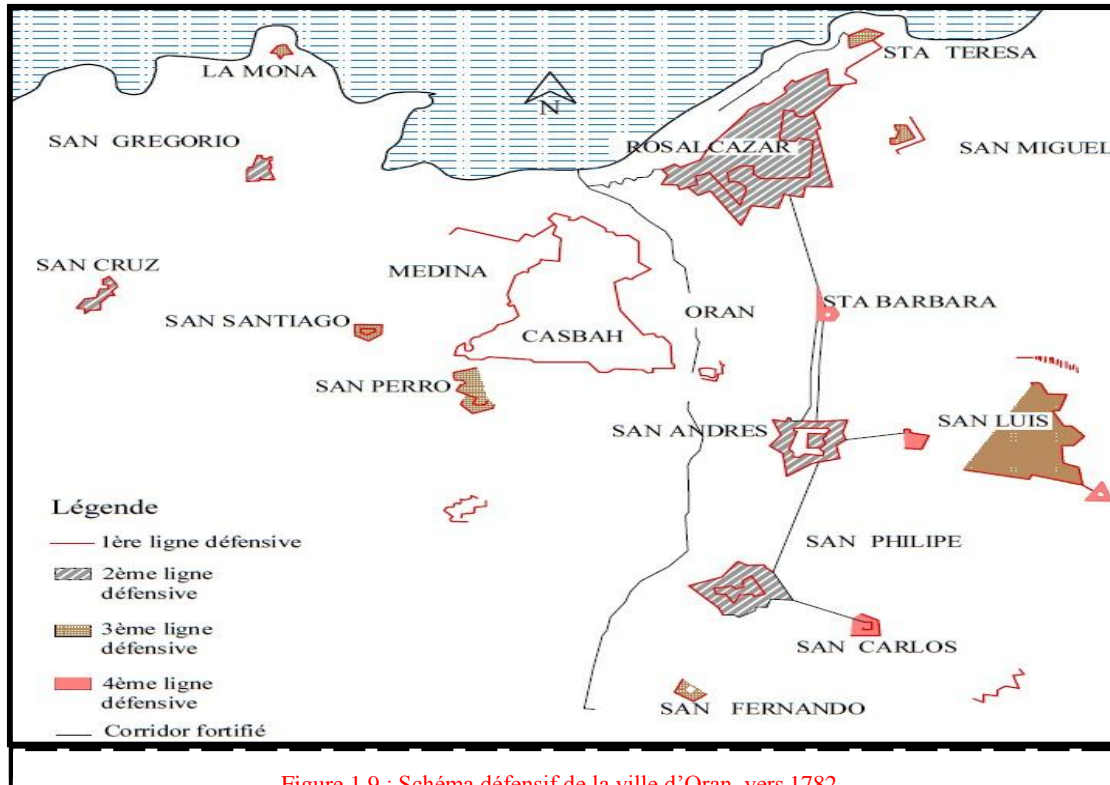 STA TERESA
LA MONA
N
SAN GREGORIO
ROSALCAZAR
SAN MIGUEL
SAN CRUZ
MEDINA
SAN SANTIAGO
ORAN
STA BARBARA
CASBAH
SAN PERRO
SAN ANDRES
SAN LUIS
Légende
1ère ligne défensive
2ème ligne
défensive
3ème ligne
défensive
4ème ligne
défensive
Corridor fortifié
SAN PHILIPE
SAN CARLOS
SAN FERNANDO
Figure 1.9 : Schéma défensif de la ville d'Oran, vers 1782